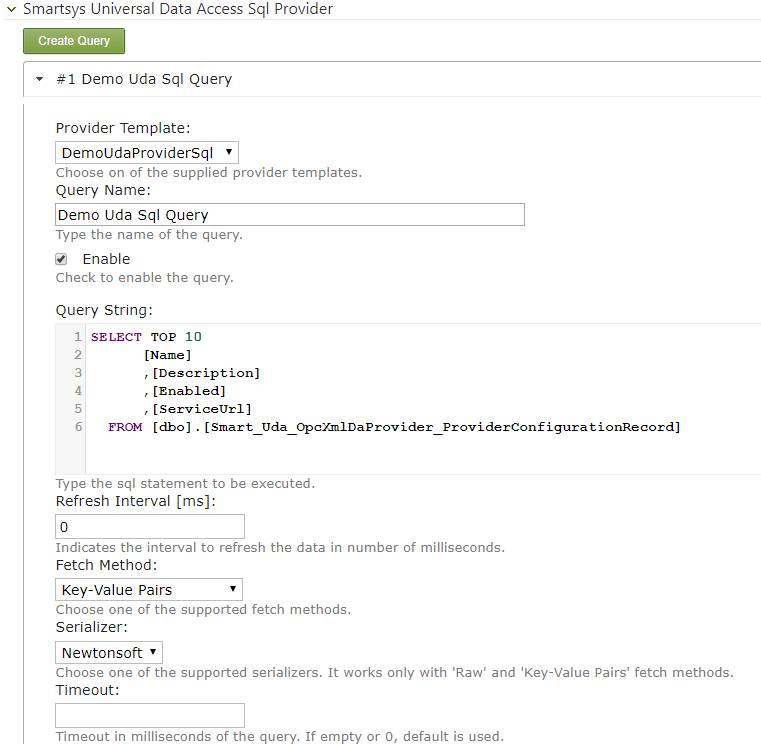 Smartsys Universal Data Access Sql Provider
Create Query
#1 Demo Uda Sql Query
Provider Template:
DemoUdaProviderSql
Choose on of the supplied provider templates.
Query Name:
Demo Uda Sql Query
Type the name of the query.
Enable
Check to enable the query.
Query String:
1 SELECT TOP 10
2 [Name]
3 ,[Description]
4 ,[Enabled]
5 ,[ServiceUrl]
6 FROM [dbo].[Smart_Uda_OpcXmlDaProvider_ProviderConfigurationRecord]
Type the sql statement to be executed.
Refresh Interval [ms]:
0
Indicates the interval to refresh the data in number of milliseconds.
Fetch Method:
Key-Value Pairs
Choose one of the supported fetch methods.
Serializer:
Newtonsoft
Choose one of the supported serializers. It works only with 'Raw' and 'Key-Value Pairs' fetch methods.
Timeout:
Timeout in milliseconds of the query. If empty or 0, default is used.